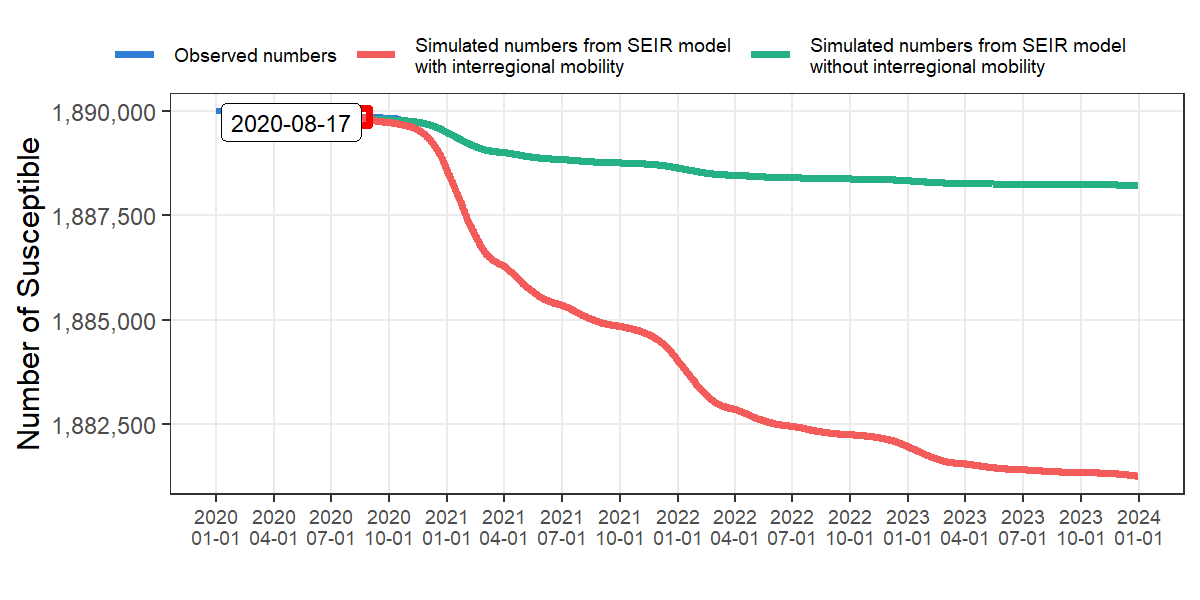 Observed numbers
Simulated numbers from SEIR model
with interregional mobility
Simulated numbers from SEIR model
without interregional mobility
Number of Susceptible
1,890,000
1,887,500
1,885,000
1,882,500
2020-08-17
2020 2020 2020 2020 2021 2021 2021 2021 2022 2022 2022 2022 2023 2023 2023 2023 2024
01-01 04-01 07-01 10-01 01-01 04-01 07-01 10-01 01-01 04-01 07-01 10-01 01-01 04-01 07-01 10-01 01-01